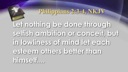 Philippians 2:3-4, NKJV
Let nothing be done through
selfish ambition or conceit, but
in lowliness of mind let each
esteem others better than
himself....